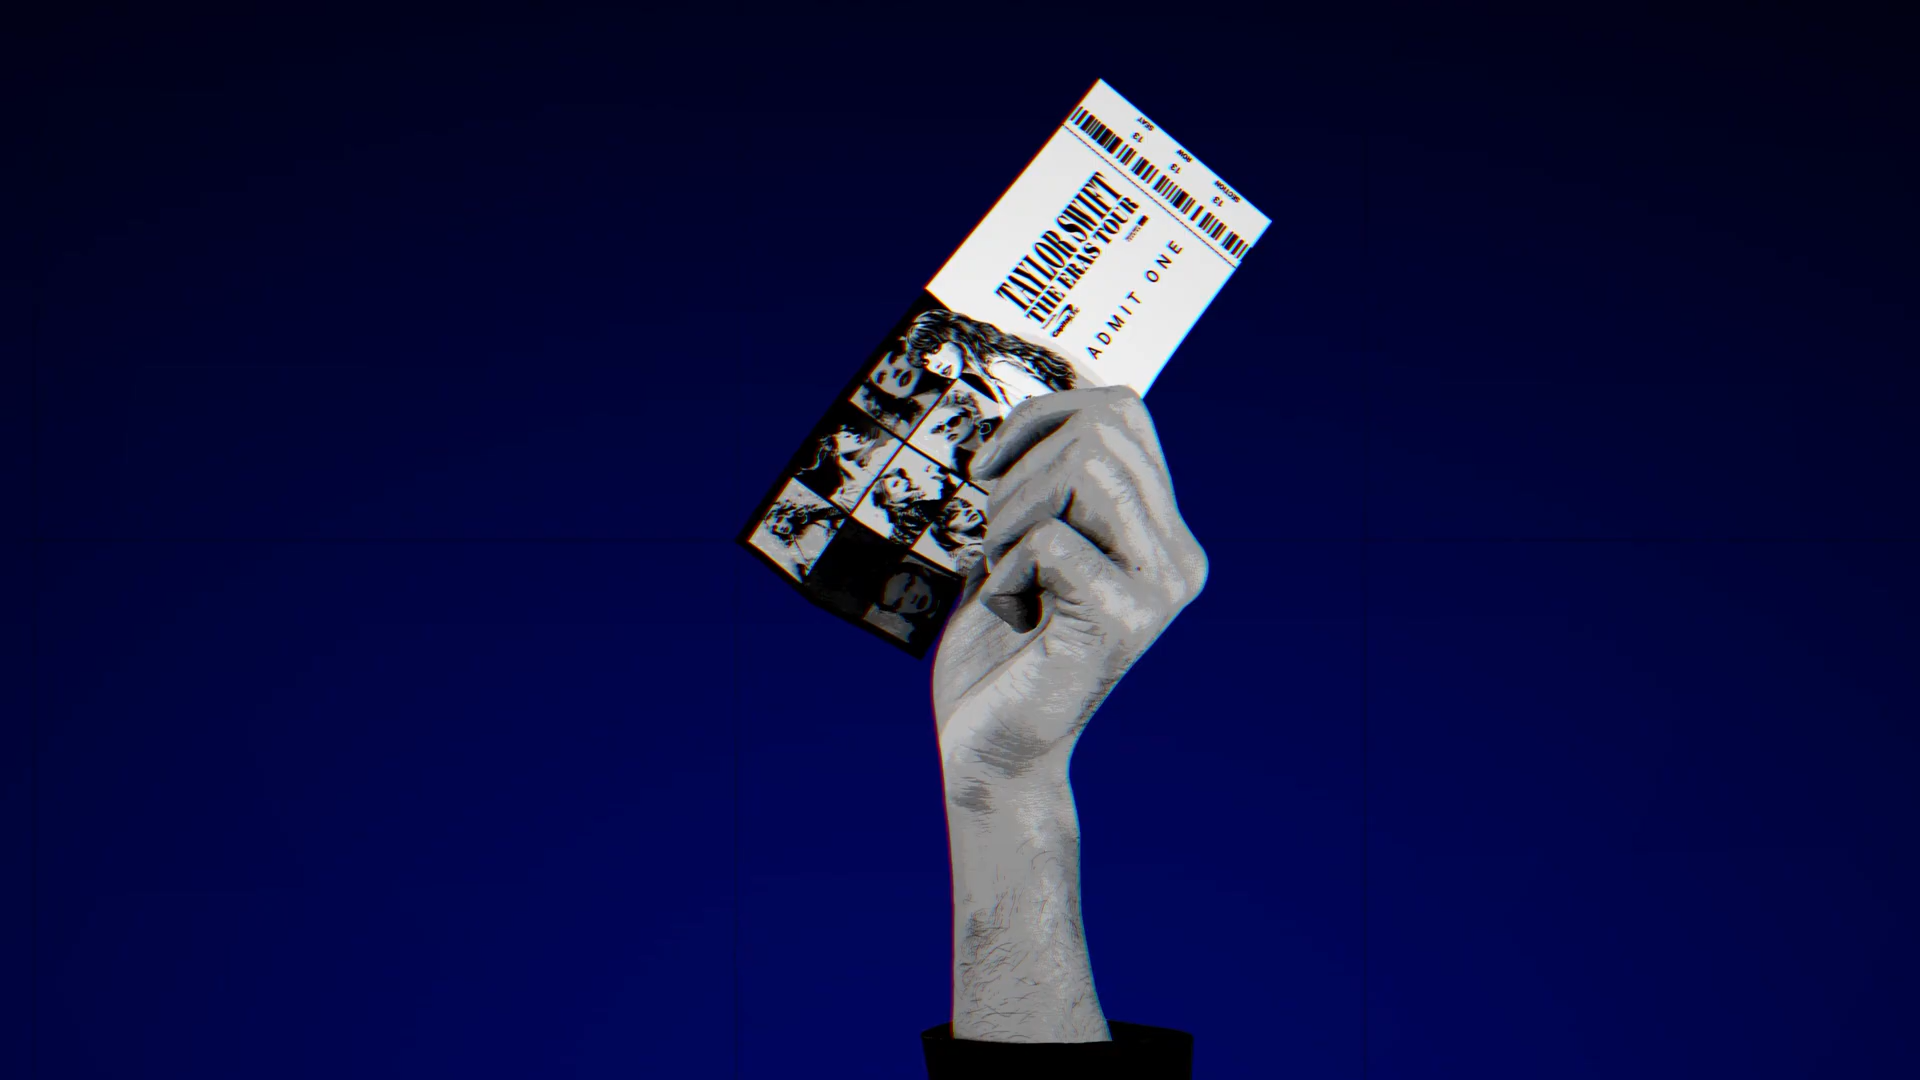 TAYLOR SWIFT
THE ERAS TOUR
ADMIT ONE
SECTION
13
ROW
13
SEAT
13